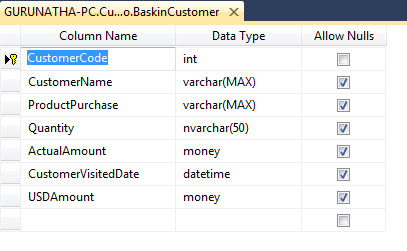 GURUNATHA-PC.Cu...o.BaskinCustomer
Column Name Data Type Allow Nulls
CustomerCode int
CustomerName varchar(MAX)
ProductPurchase varchar(MAX)
Quantity nvarchar(50)
ActualAmount money
CustomerVisitedDate datetime
USDAmount money